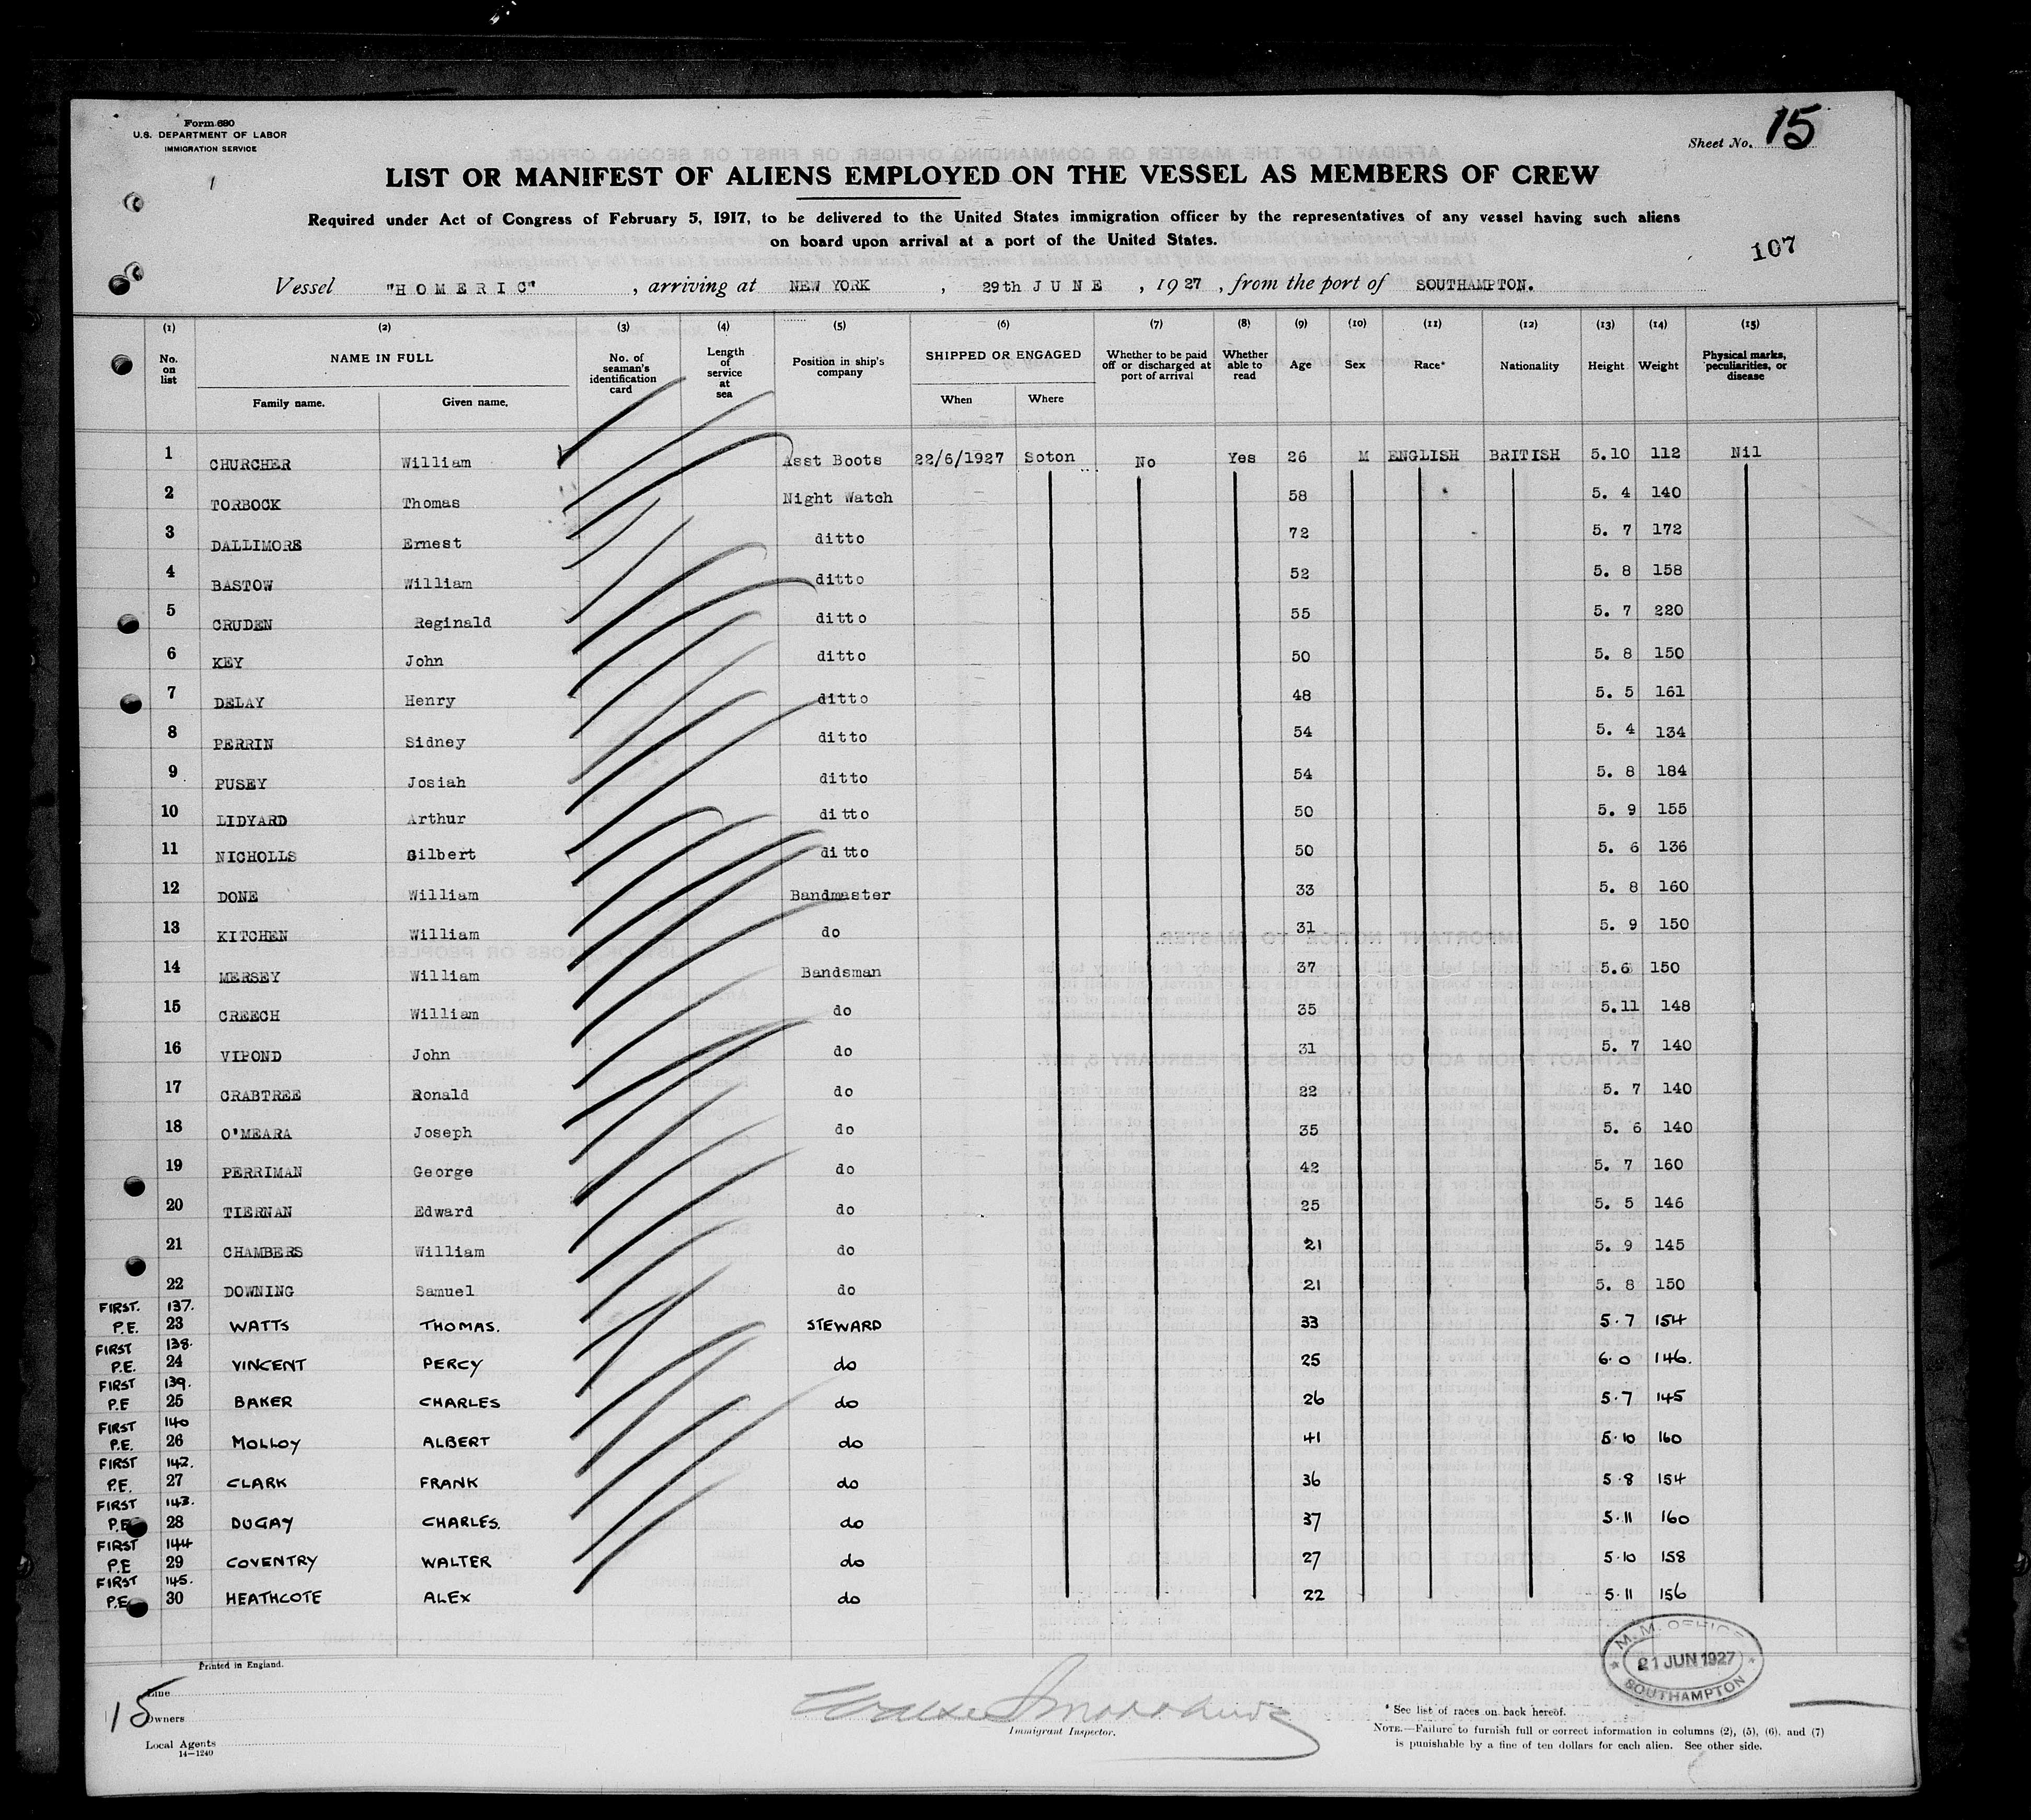 Form 680
U.S. DEPARTMENT OF LABOR
IMMIGRATION SERVICE
Sheet No. 15
LIST OR MANIFEST OF ALIENS EMPLOYED ON THE VESSEL AS MEMBERS OF CREW
Required under Act of Congress of February 5, 1917, to be delivered to the United States immigration officer by the representatives of any vessel having such aliens
on board upon arrival at a port of the United States.
107
Vessel "HOMERIC", arriving at NEW YORK, 29th JUNE, 1927, from the port of SOUTHAMPTON.
(1) (2) (3) (4) (5) (6) (7) (8) (9) (10) (11) (12) (13) (14) (15)
No. on list NAME IN FULL Family name. Given name. No. of seaman's identification card Length of service at sea Position in ship's company SHIPPED OR ENGAGED When Where Whether to be paid off or discharged at port of arrival Whether able to read Age Sex Race* Nationality Height Weight Physical marks, peculiarities, or disease
1 CHURCHER William Asst Boots 22/6/1927 Soton No Yes 26 M ENGLISH BRITISH 5.10 112 Nil
2 TORBOCK Thomas Night Watch 58 5. 4 140
3 DALLIMORE Ernest ditto 72 5. 7 172
4 BASTOW William ditto 52 5. 8 158
5 CRUDEN Reginald ditto 55 5. 7 220
6 KEY John ditto 50 5. 8 150
7 DELAY Henry ditto 48 5. 5 161
8 PERRIN Sidney ditto 54 5. 4 134
9 PUSEY Josiah ditto 54 5. 8 184
10 LIDYARD Arthur ditto 50 5. 9 155
11 NICHOLLS Gilbert ditto 50 5. 6 136
12 DONE William Bandmaster 33 5. 8 160
13 KITCHEN William do 31 5. 9 150
14 MERSEY William Bandsman 37 5.6 150
15 CREECH William do 35 5.11 148
16 VIPOND John do 31 5. 7 140
17 CRABTREE Ronald do 22 5. 7 140
18 O'MEARA Joseph do 35 5. 6 140
19 PERRIMAN George do 42 5. 7 160
20 TIERNAN Edward do 25 5. 5 146
21 CHAMBERS William do 21 5. 9 145
22 DOWNING Samuel do 21 5. 8 150
FIRST. 137.
P.E. 23 WATTS THOMAS. STEWARD 33 5.7 154
FIRST 138.
P.E. 24 VINCENT PERCY do 25 6.0 146.
FIRST 139.
P.E 25 BAKER CHARLES do 26 5.7 145
FIRST 140
P.E. 26 MOLLOY ALBERT do 41 5.10 160
FIRST 142.
P.E. 27 CLARK FRANK do 36 5.8 154
FIRST 143.
P.E 28 DUGAY CHARLES. do 37 5.11 160
FIRST 144
P.E 29 COVENTRY WALTER do 27 5.10 158
FIRST 145.
P.E 30 HEATHCOTE ALEX do 22 5.11 156
M.M. OFFICE
21 JUN 1927
SOUTHAMPTON
Printed in England.
15
Line
Owners
Local Agents
14—1240
Immigrant Inspector.
* See list of races on back hereof.
NOTE.—Failure to furnish full or correct information in columns (2), (5), (6), and (7)
is punishable by a fine of ten dollars for each alien. See other side.